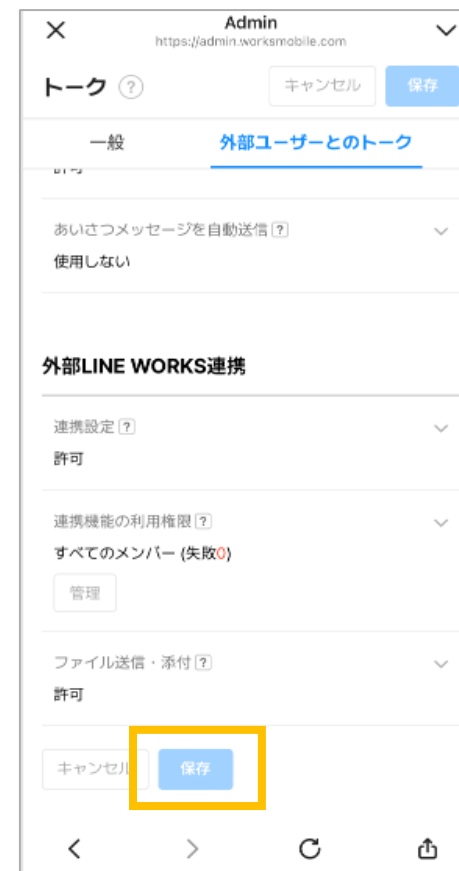 Admin
https://admin.worksmobile.com
トーク ?
キャンセル
保存
一般
外部ユーザーとのトーク
許可
あいさつメッセージを自動送信 ?
使用しない
外部LINE WORKS連携
連携設定 ?
許可
連携機能の利用権限 ?
すべてのメンバー (失敗0)
管理
ファイル送信・添付 ?
許可
キャンセル
保存